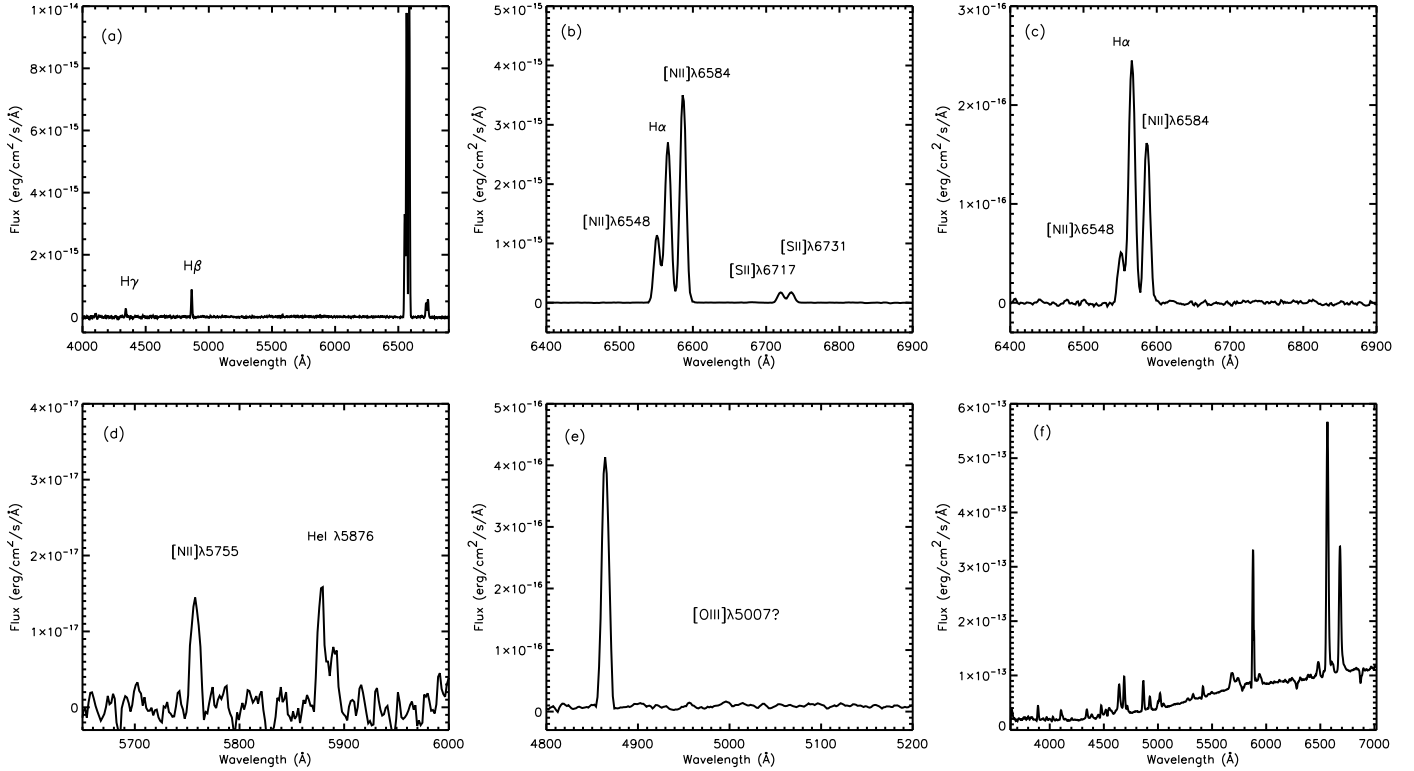 (a)
Hγ
Hβ
1×10⁻¹⁴
8×10⁻¹⁵
6×10⁻¹⁵
4×10⁻¹⁵
2×10⁻¹⁵
0
Flux (erg/cm²/s/Å)
4000 4500 5000 5500 6000 6500
Wavelength (Å)
(b)
[NII]λ6584
Hα
[NII]λ6548
[SII]λ6731
[SII]λ6717
5×10⁻¹⁵
4×10⁻¹⁵
3×10⁻¹⁵
2×10⁻¹⁵
1×10⁻¹⁵
0
Flux (erg/cm²/s/Å)
6400 6500 6600 6700 6800 6900
Wavelength (Å)
(c)
Hα
[NII]λ6584
[NII]λ6548
3×10⁻¹⁶
2×10⁻¹⁶
1×10⁻¹⁶
0
Flux (erg/cm²/s/Å)
6400 6500 6600 6700 6800 6900
Wavelength (Å)
(d)
HeI λ5876
[NII]λ5755
4×10⁻¹⁷
3×10⁻¹⁷
2×10⁻¹⁷
1×10⁻¹⁷
0
Flux (erg/cm²/s/Å)
5700 5800 5900 6000
Wavelength (Å)
(e)
[OIII]λ5007?
5×10⁻¹⁶
4×10⁻¹⁶
3×10⁻¹⁶
2×10⁻¹⁶
1×10⁻¹⁶
0
Flux (erg/cm²/s/Å)
4800 4900 5000 5100 5200
Wavelength (Å)
(f)
6×10⁻¹³
5×10⁻¹³
4×10⁻¹³
3×10⁻¹³
2×10⁻¹³
1×10⁻¹³
0
Flux (erg/cm²/s/Å)
4000 4500 5000 5500 6000 6500 7000
Wavelength (Å)